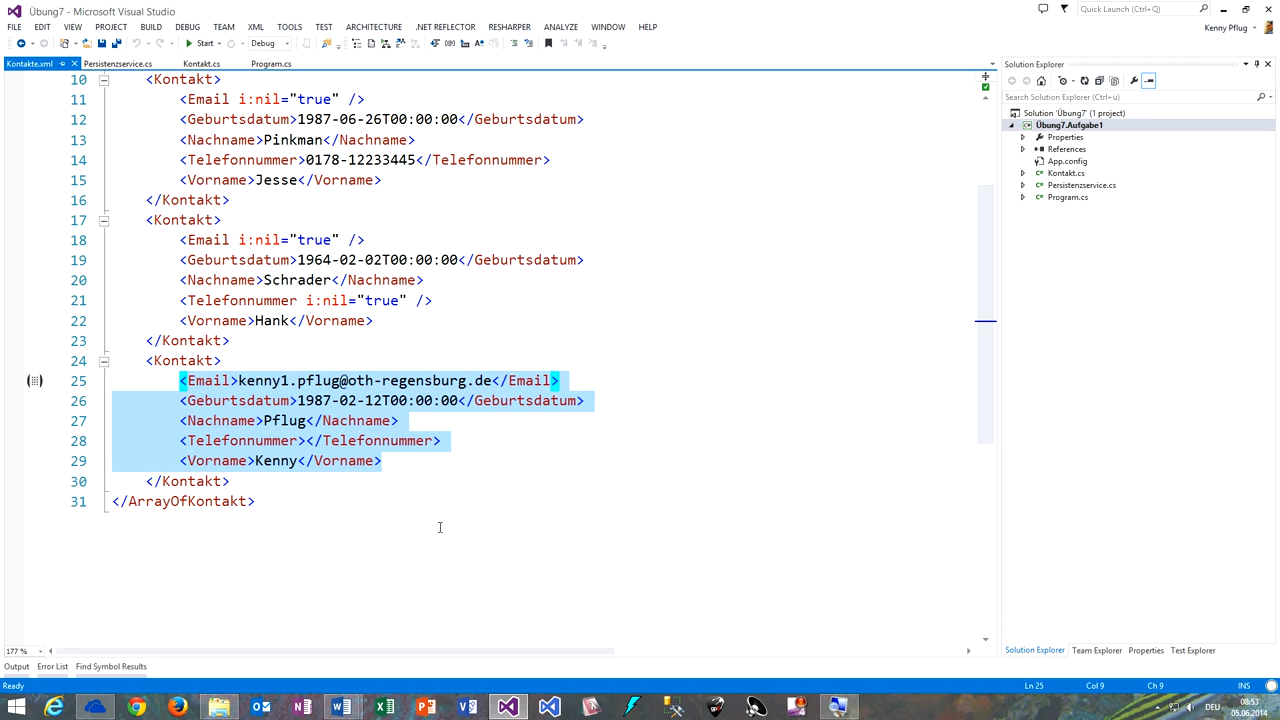 Übung7 - Microsoft Visual Studio
Quick Launch (Ctrl+Q)
FILE EDIT VIEW PROJECT BUILD DEBUG TEAM XML TOOLS TEST ARCHITECTURE .NET REFLECTOR RESHARPER ANALYZE WINDOW HELP
Kenny Pflug
Start Debug
Kontakte.xml Persistenzservice.cs Kontakt.cs Program.cs
Solution Explorer
Search Solution Explorer (Ctrl+ü)
Solution 'Übung7' (1 project)
Übung7.Aufgabe1
Properties
References
App.config
Kontakt.cs
Persistenzservice.cs
Program.cs
10 <Kontakt>
11 <Email i:nil="true" />
12 <Geburtsdatum>1987-06-26T00:00:00</Geburtsdatum>
13 <Nachname>Pinkman</Nachname>
14 <Telefonnummer>0178-12233445</Telefonnummer>
15 <Vorname>Jesse</Vorname>
16 </Kontakt>
17 <Kontakt>
18 <Email i:nil="true" />
19 <Geburtsdatum>1964-02-02T00:00:00</Geburtsdatum>
20 <Nachname>Schrader</Nachname>
21 <Telefonnummer i:nil="true" />
22 <Vorname>Hank</Vorname>
23 </Kontakt>
24 <Kontakt>
25 <Email>kenny1.pflug@oth-regensburg.de</Email>
26 <Geburtsdatum>1987-02-12T00:00:00</Geburtsdatum>
27 <Nachname>Pflug</Nachname>
28 <Telefonnummer></Telefonnummer>
29 <Vorname>Kenny</Vorname>
30 </Kontakt>
31 </ArrayOfKontakt>
177 %
Solution Explorer Team Explorer Properties Test Explorer
Output Error List Find Symbol Results
Ready Ln 25 Col 9 Ch 9 INS
DEU
08:53
05.06.2014